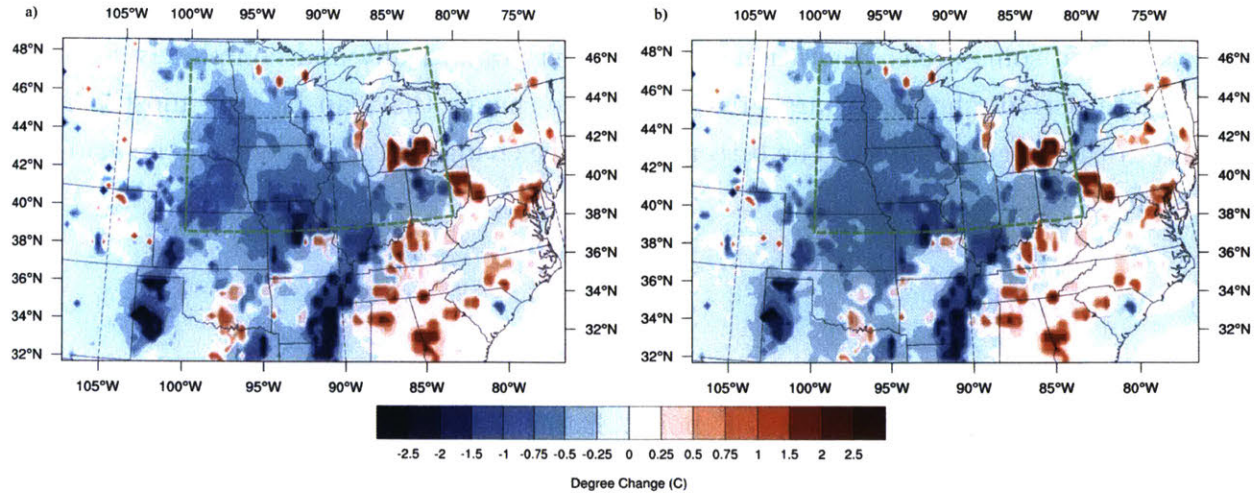 a)
105°W 100°W 95°W 90°W 85°W 80°W 75°W
48°N
46°N
44°N
42°N
40°N
38°N
36°N
34°N
32°N
46°N
44°N
42°N
40°N
38°N
36°N
34°N
32°N
105°W 100°W 95°W 90°W 85°W 80°W
b)
105°W 100°W 95°W 90°W 85°W 80°W 75°W
48°N
46°N
44°N
42°N
40°N
38°N
36°N
34°N
32°N
46°N
44°N
42°N
40°N
38°N
36°N
34°N
32°N
105°W 100°W 95°W 90°W 85°W 80°W
-2.5 -2 -1.5 -1 -0.75 -0.5 -0.25 0 0.25 0.5 0.75 1 1.5 2 2.5
Degree Change (C)